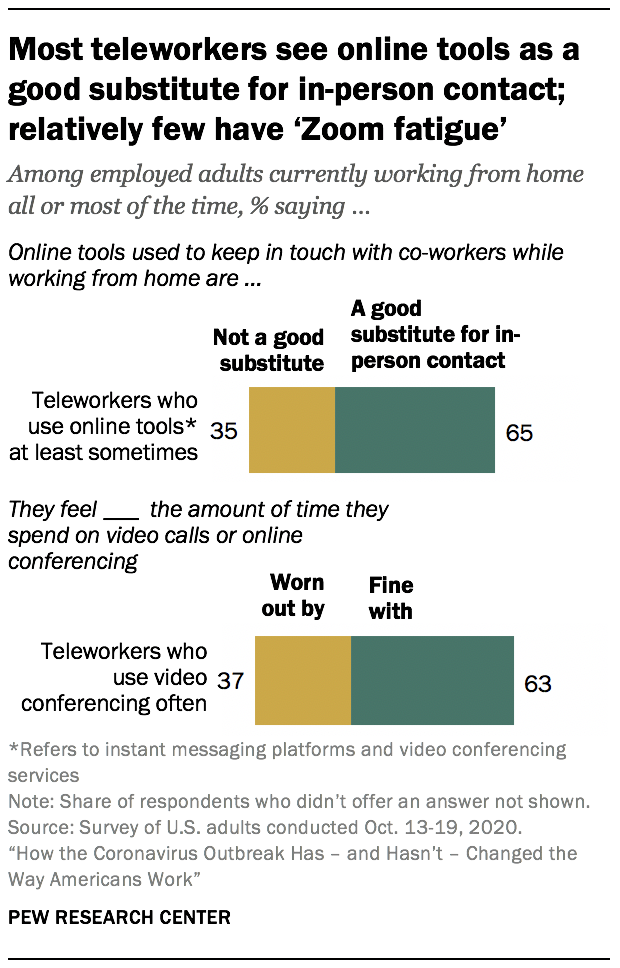 Most teleworkers see online tools as a
good substitute for in-person contact;
relatively few have ‘Zoom fatigue’
Among employed adults currently working from home
all or most of the time, % saying ...
Online tools used to keep in touch with co-workers while
working from home are ...
Not a good
substitute
A good
substitute for in-
person contact
Teleworkers who
use online tools*
at least sometimes
35
65
They feel ___ the amount of time they
spend on video calls or online
conferencing
Worn
out by
Fine
with
Teleworkers who
use video
conferencing often
37
63
*Refers to instant messaging platforms and video conferencing
services
Note: Share of respondents who didn’t offer an answer not shown.
Source: Survey of U.S. adults conducted Oct. 13-19, 2020.
“How the Coronavirus Outbreak Has – and Hasn’t – Changed the
Way Americans Work”
PEW RESEARCH CENTER